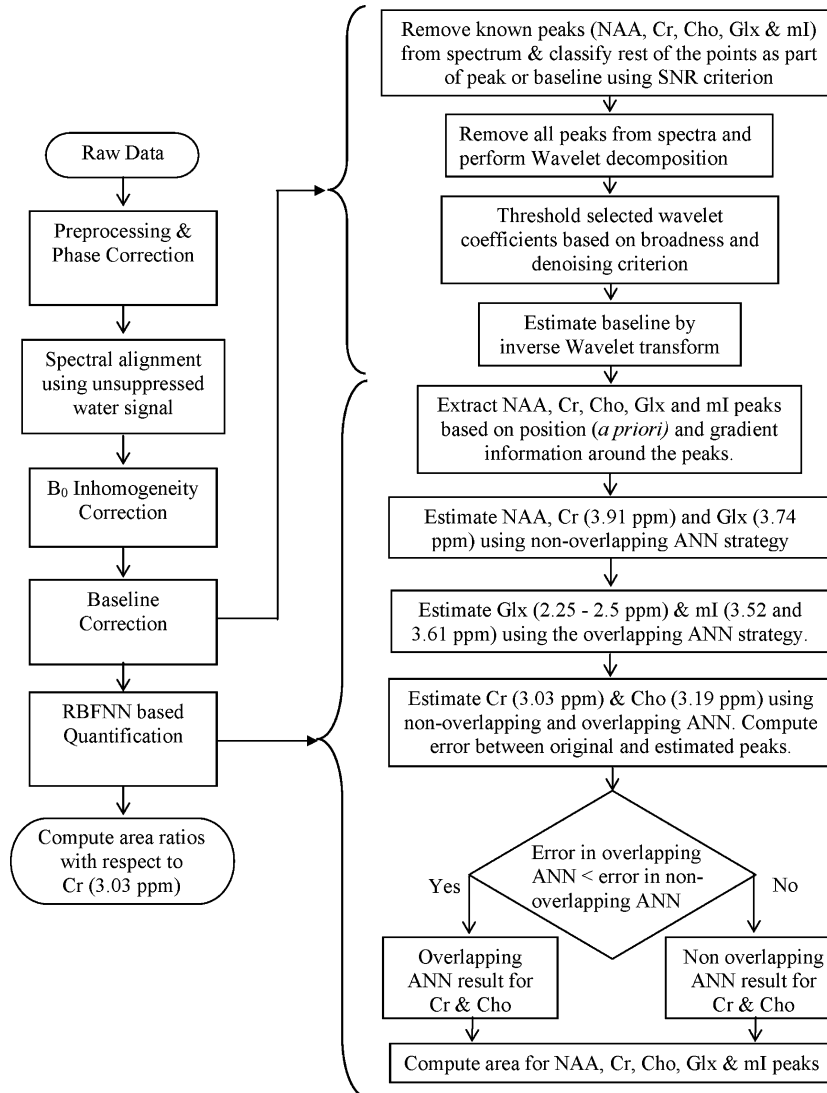 Raw Data
Preprocessing &
Phase Correction
Spectral alignment
using unsuppressed
water signal
B₀ Inhomogeneity
Correction
Baseline
Correction
RBFNN based
Quantification
Compute area ratios
with respect to
Cr (3.03 ppm)
Remove known peaks (NAA, Cr, Cho, Glx & mI)
from spectrum & classify rest of the points as part
of peak or baseline using SNR criterion
Remove all peaks from spectra and
perform Wavelet decomposition
Threshold selected wavelet
coefficients based on broadness and
denoising criterion
Estimate baseline by
inverse Wavelet transform
Extract NAA, Cr, Cho, Glx and mI peaks
based on position (a priori) and gradient
information around the peaks.
Estimate NAA, Cr (3.91 ppm) and Glx (3.74
ppm) using non-overlapping ANN strategy
Estimate Glx (2.25 - 2.5 ppm) & mI (3.52 and
3.61 ppm) using the overlapping ANN strategy.
Estimate Cr (3.03 ppm) & Cho (3.19 ppm) using
non-overlapping and overlapping ANN. Compute
error between original and estimated peaks.
Error in overlapping
ANN < error in non-
overlapping ANN
Yes
No
Overlapping
ANN result for
Cr & Cho
Non overlapping
ANN result for
Cr & Cho
Compute area for NAA, Cr, Cho, Glx & mI peaks